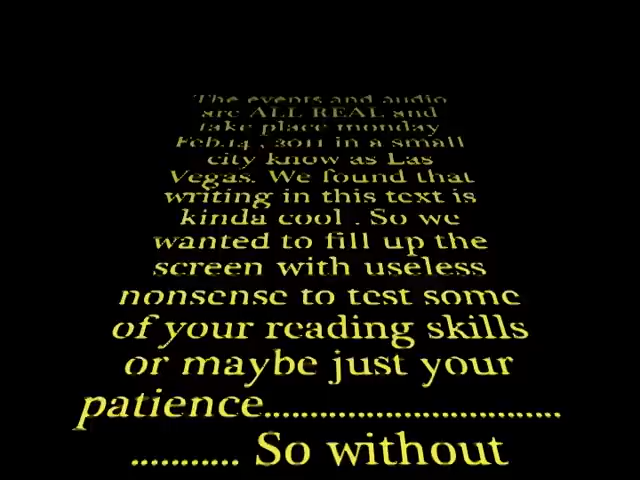 The events and audio
are ALL REAL and
take place monday
Feb.14 , 2011 in a small
city know as Las
Vegas. We found that
writing in this text is
kinda cool . So we
wanted to fill up the
screen with useless
nonsense to test some
of your reading skills
or maybe just your
patience................................
........... So without